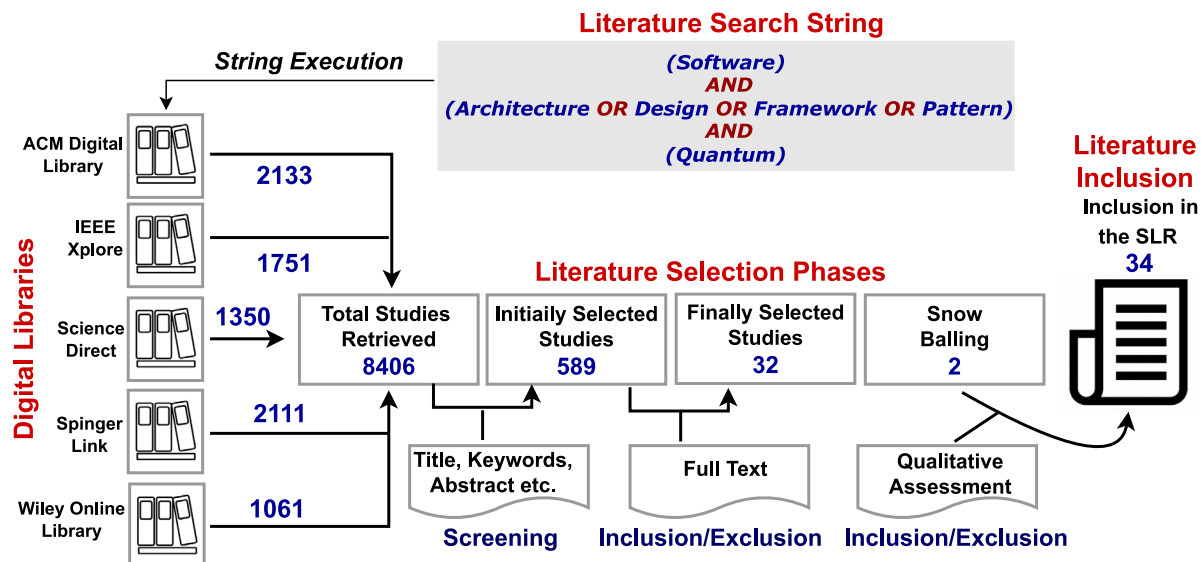 Literature Search String
String Execution
(Software)
AND
(Architecture OR Design OR Framework OR Pattern)
AND
(Quantum)
Digital Libraries
ACM Digital
Library
2133
IEEE
Xplore
1751
Science
Direct
1350
Spinger
Link
2111
Wiley Online
Library
1061
Literature Selection Phases
Total Studies
Retrieved
8406
Initially Selected
Studies
589
Finally Selected
Studies
32
Snow
Balling
2
Title, Keywords,
Abstract etc.
Screening
Full Text
Inclusion/Exclusion
Qualitative
Assessment
Inclusion/Exclusion
Literature
Inclusion
Inclusion in
the SLR
34